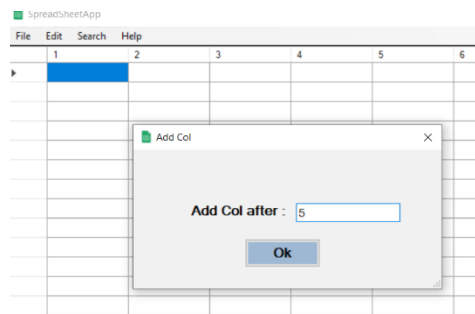 SpreadSheetApp
File Edit Search Help
1 2 3 4 5 6
Add Col
Add Col after : 5
Ok